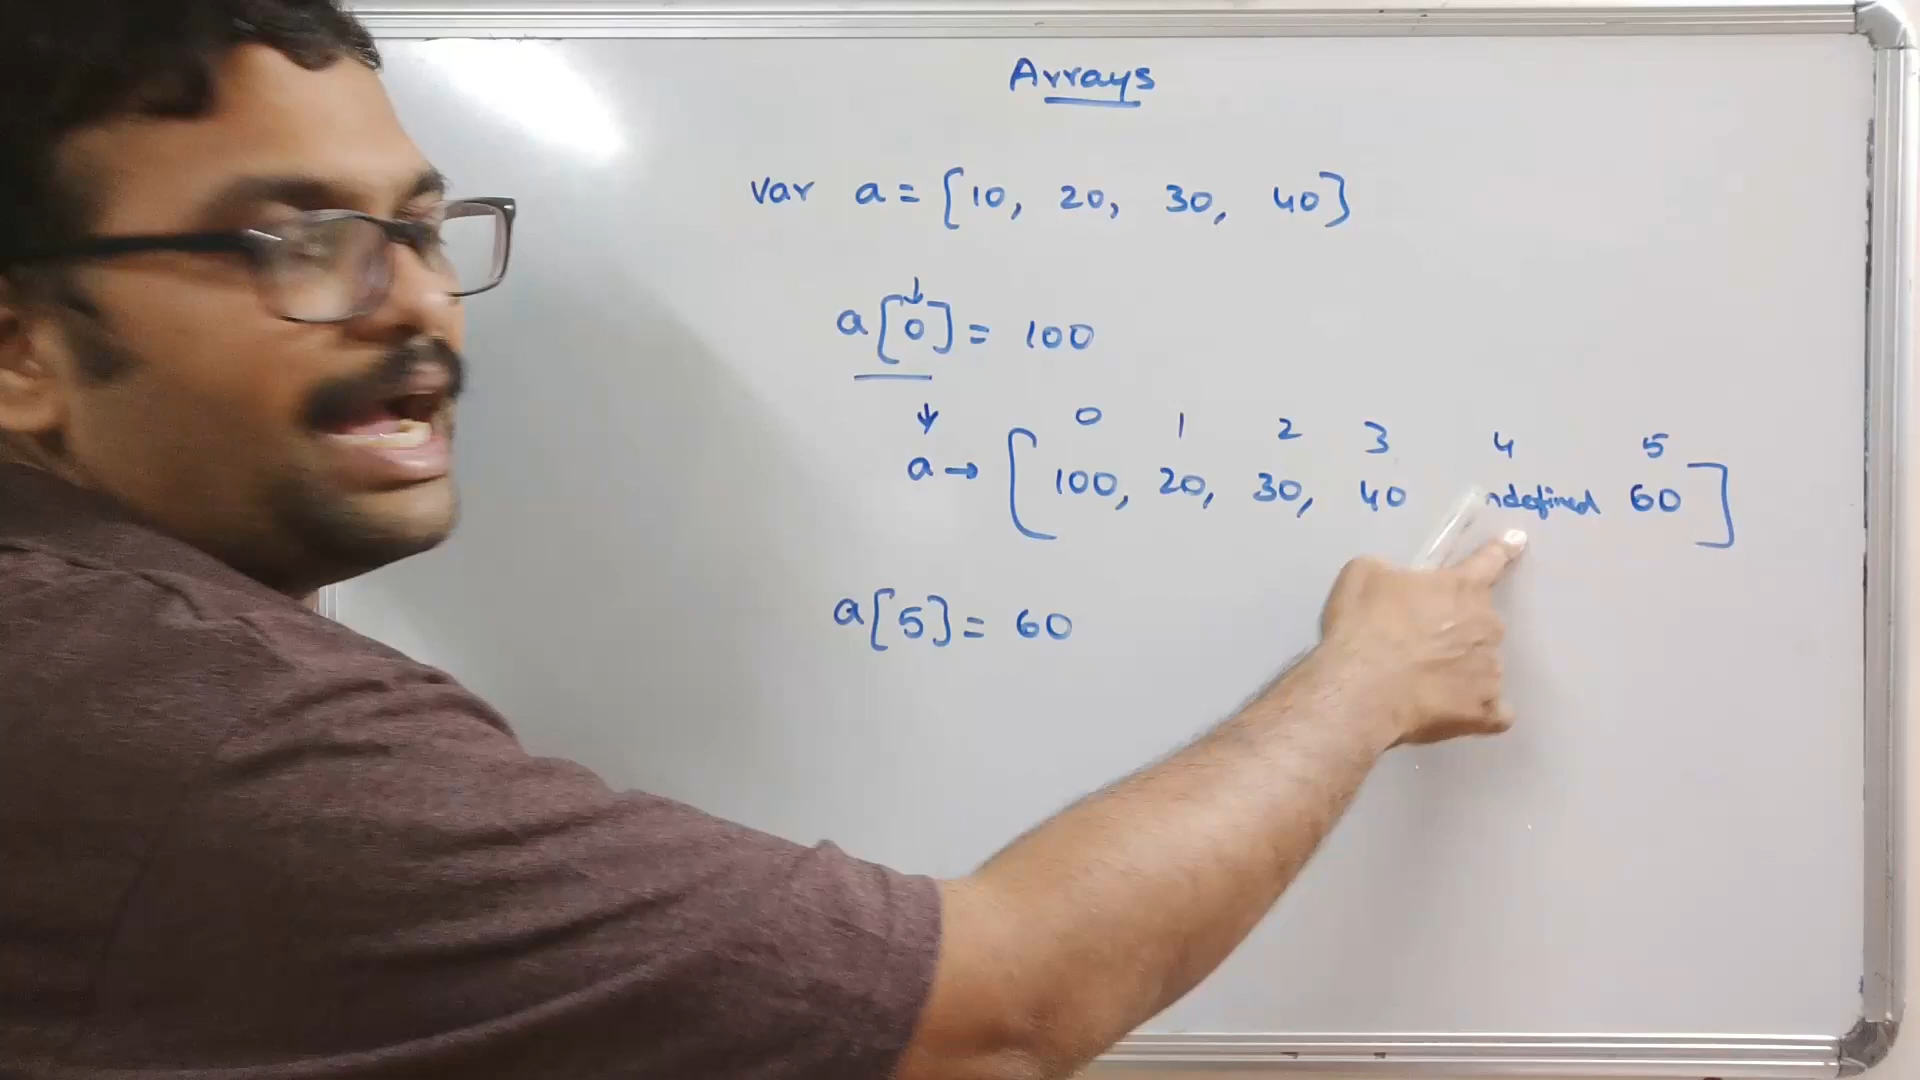 Arrays
var a = [10, 20, 30, 40]
↓
a[0] = 100
↓
0 1 2 3 4 5
a → [100, 20, 30, 40 undefined 60]
a[5] = 60